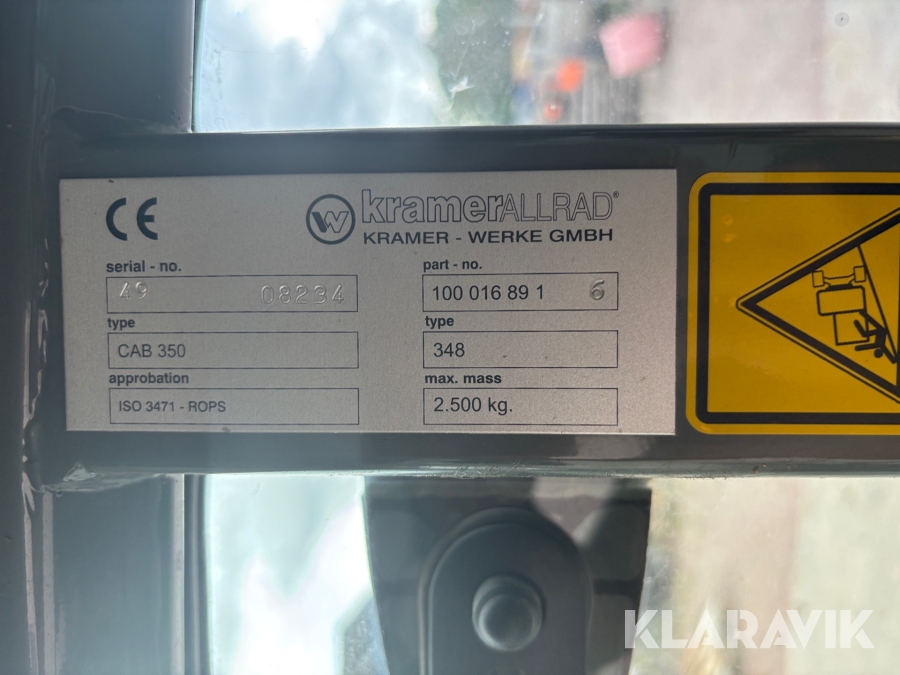 CE
kramerALLRAD®
KRAMER - WERKE GMBH
serial - no.
49 08234
part - no.
100 016 89 1 6
type
CAB 350
type
348
approbation
ISO 3471 - ROPS
max. mass
2.500 kg.
KLARAVIK